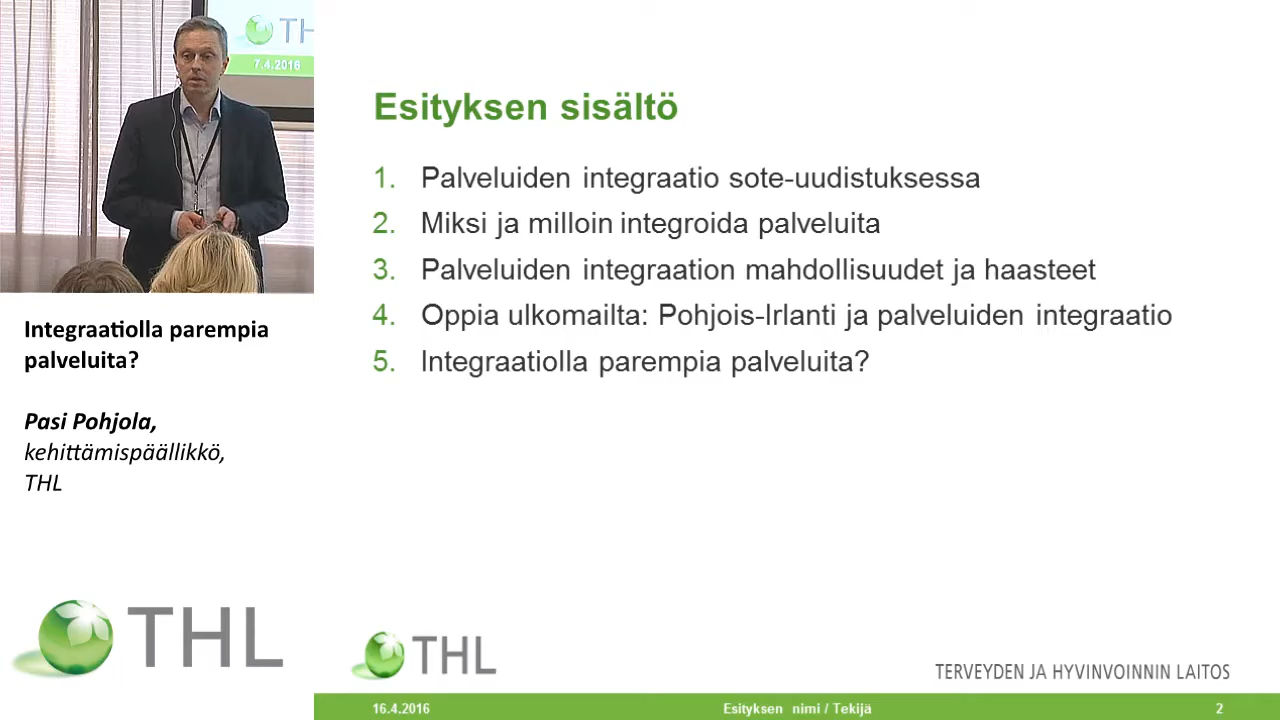 TH
7.4.2016
Integraatiolla parempia
palveluita?
Pasi Pohjola,
kehittämispäällikkö,
THL
THL
Esityksen sisältö
1. Palveluiden integraatio sote-uudistuksessa
2. Miksi ja milloin integroida palveluita
3. Palveluiden integraation mahdollisuudet ja haasteet
4. Oppia ulkomailta: Pohjois-Irlanti ja palveluiden integraatio
5. Integraatiolla parempia palveluita?
THL
TERVEYDEN JA HYVINVOINNIN LAITOS
16.4.2016 Esityksen nimi / Tekijä 2